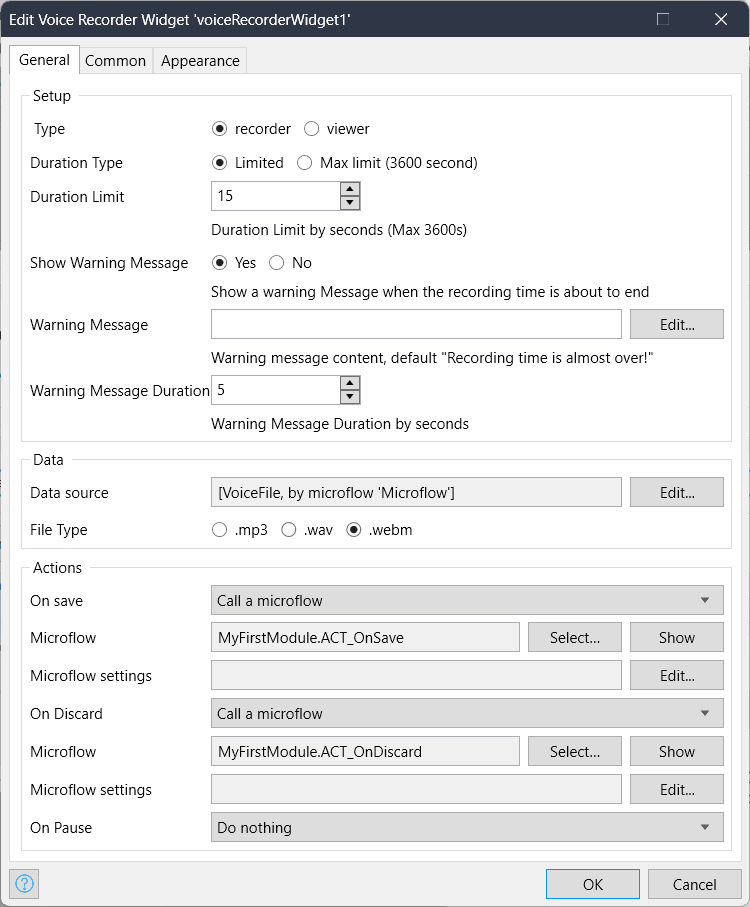 Edit Voice Recorder Widget 'voiceRecorderWidget1'
General Common Appearance
Setup
Type recorder viewer
Duration Type Limited Max limit (3600 second)
Duration Limit 15
Duration Limit by seconds (Max 3600s)
Show Warning Message Yes No
Show a warning Message when the recording time is about to end
Warning Message Edit...
Warning message content, default "Recording time is almost over!"
Warning Message Duration 5
Warning Message Duration by seconds
Data
Data source [VoiceFile, by microflow 'Microflow'] Edit...
File Type .mp3 .wav .webm
Actions
On save Call a microflow
Microflow MyFirstModule.ACT_OnSave Select... Show
Microflow settings Edit...
On Discard Call a microflow
Microflow MyFirstModule.ACT_OnDiscard Select... Show
Microflow settings Edit...
On Pause Do nothing
? OK Cancel